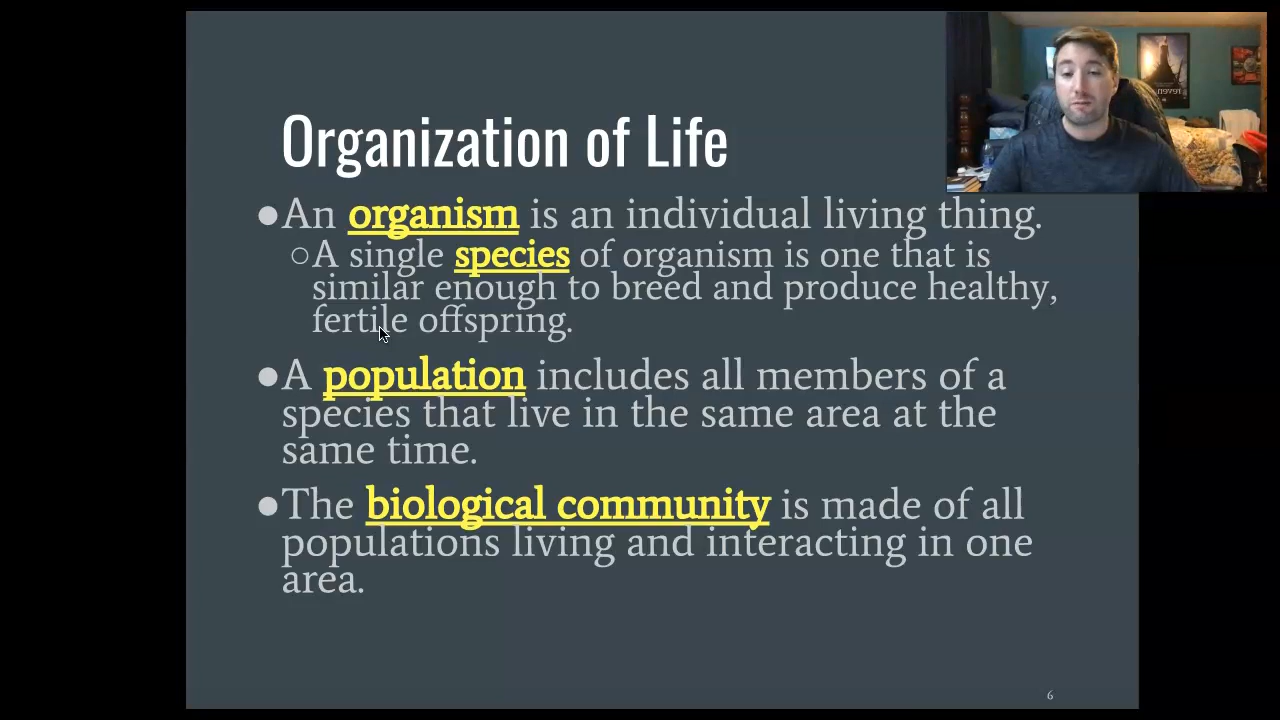 Organization of Life
●An organism is an individual living thing.
○A single species of organism is one that is
similar enough to breed and produce healthy,
fertile offspring.
●A population includes all members of a
species that live in the same area at the
same time.
●The biological community is made of all
populations living and interacting in one
area.
6